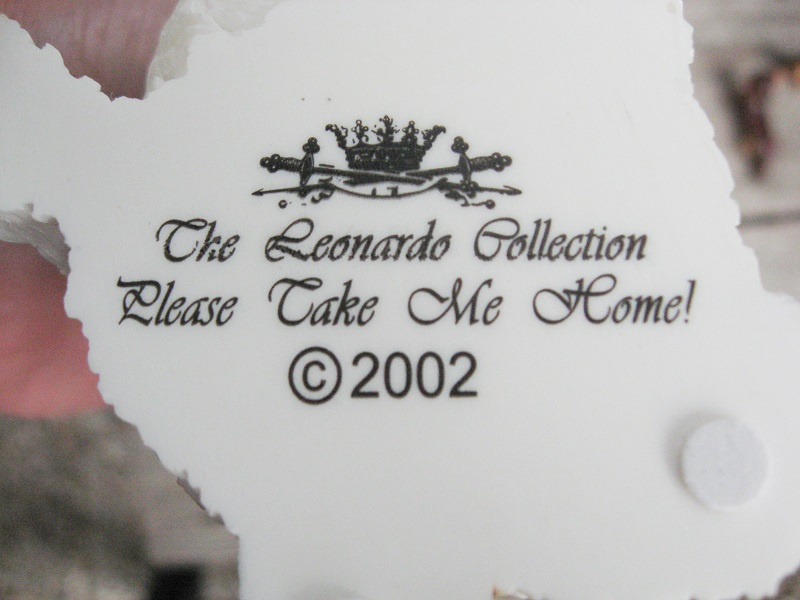 The Leonardo Collection
Please Take Me Home!
©2002